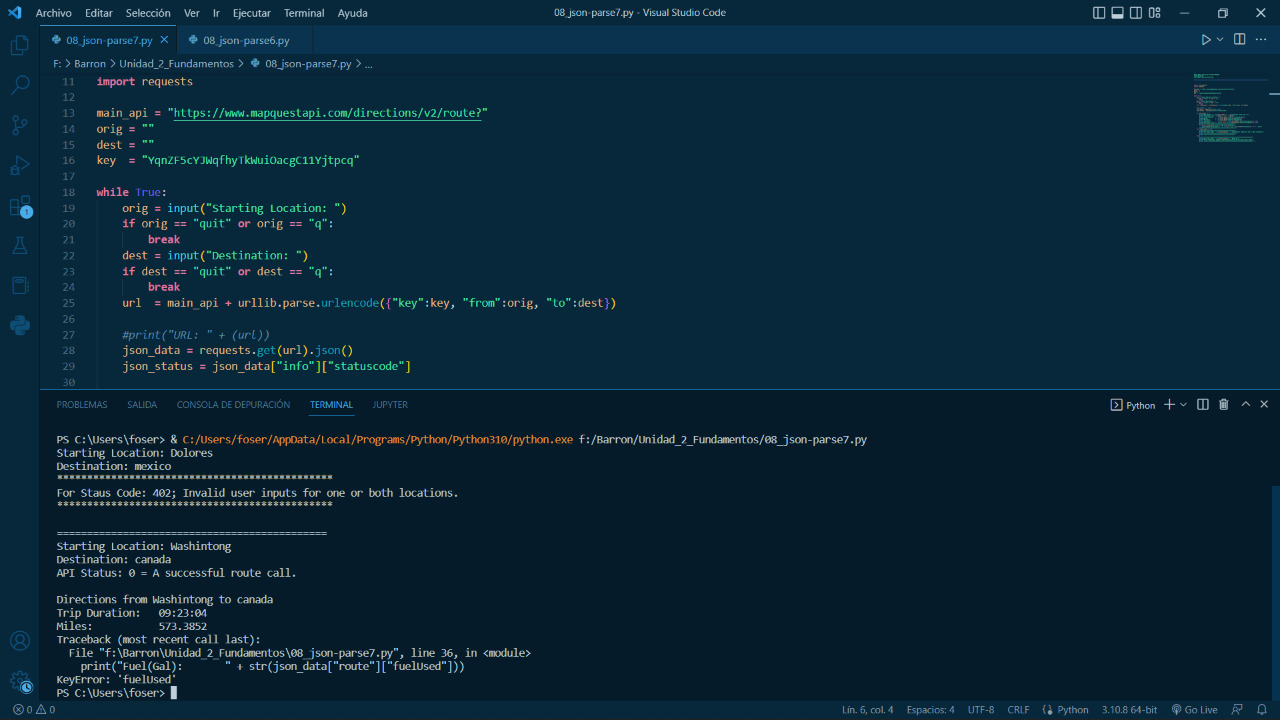 Archivo Editar Selección Ver Ir Ejecutar Terminal Ayuda
08_json-parse7.py - Visual Studio Code
08_json-parse7.py
08_json-parse6.py
F: > Barron > Unidad_2_Fundamentos > 08_json-parse7.py > ...
11 import requests
12
13 main_api = "https://www.mapquestapi.com/directions/v2/route?"
14 orig = ""
15 dest = ""
16 key  = "YqnZF5cYJWqfhyTkWuiOacgC11Yjtpcq"
17
18 while True:
19     orig = input("Starting Location: ")
20     if orig == "quit" or orig == "q":
21         break
22     dest = input("Destination: ")
23     if dest == "quit" or dest == "q":
24         break
25     url  = main_api + urllib.parse.urlencode({"key":key, "from":orig, "to":dest})
26
27     #print("URL: " + (url))
28     json_data = requests.get(url).json()
29     json_status = json_data["info"]["statuscode"]
30
1
PROBLEMAS SALIDA CONSOLA DE DEPURACIÓN TERMINAL JUPYTER
Python
PS C:\Users\foser> & C:/Users/foser/AppData/Local/Programs/Python/Python310/python.exe f:/Barron/Unidad_2_Fundamentos/08_json-parse7.py
Starting Location: Dolores
Destination: mexico
**********************************************
For Staus Code: 402; Invalid user inputs for one or both locations.
**********************************************
=============================================
Starting Location: Washintong
Destination: canada
API Status: 0 = A successful route call.
Directions from Washintong to canada
Trip Duration:   09:23:04
Miles:           573.3852
Traceback (most recent call last):
  File "f:\Barron\Unidad_2_Fundamentos\08_json-parse7.py", line 36, in <module>
    print("Fuel(Gal):       " + str(json_data["route"]["fuelUsed"]))
KeyError: 'fuelUsed'
PS C:\Users\foser>
0 0
Lín. 6, col. 4 Espacios: 4 UTF-8 CRLF Python 3.10.8 64-bit Go Live